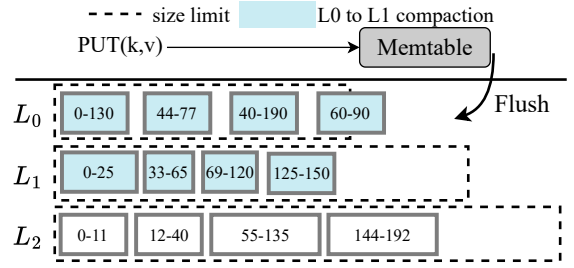 size limit L0 to L1 compaction
PUT(k,v) Memtable
Flush
L0 0-130 44-77 40-190 60-90
L1 0-25 33-65 69-120 125-150
L2 0-11 12-40 55-135 144-192